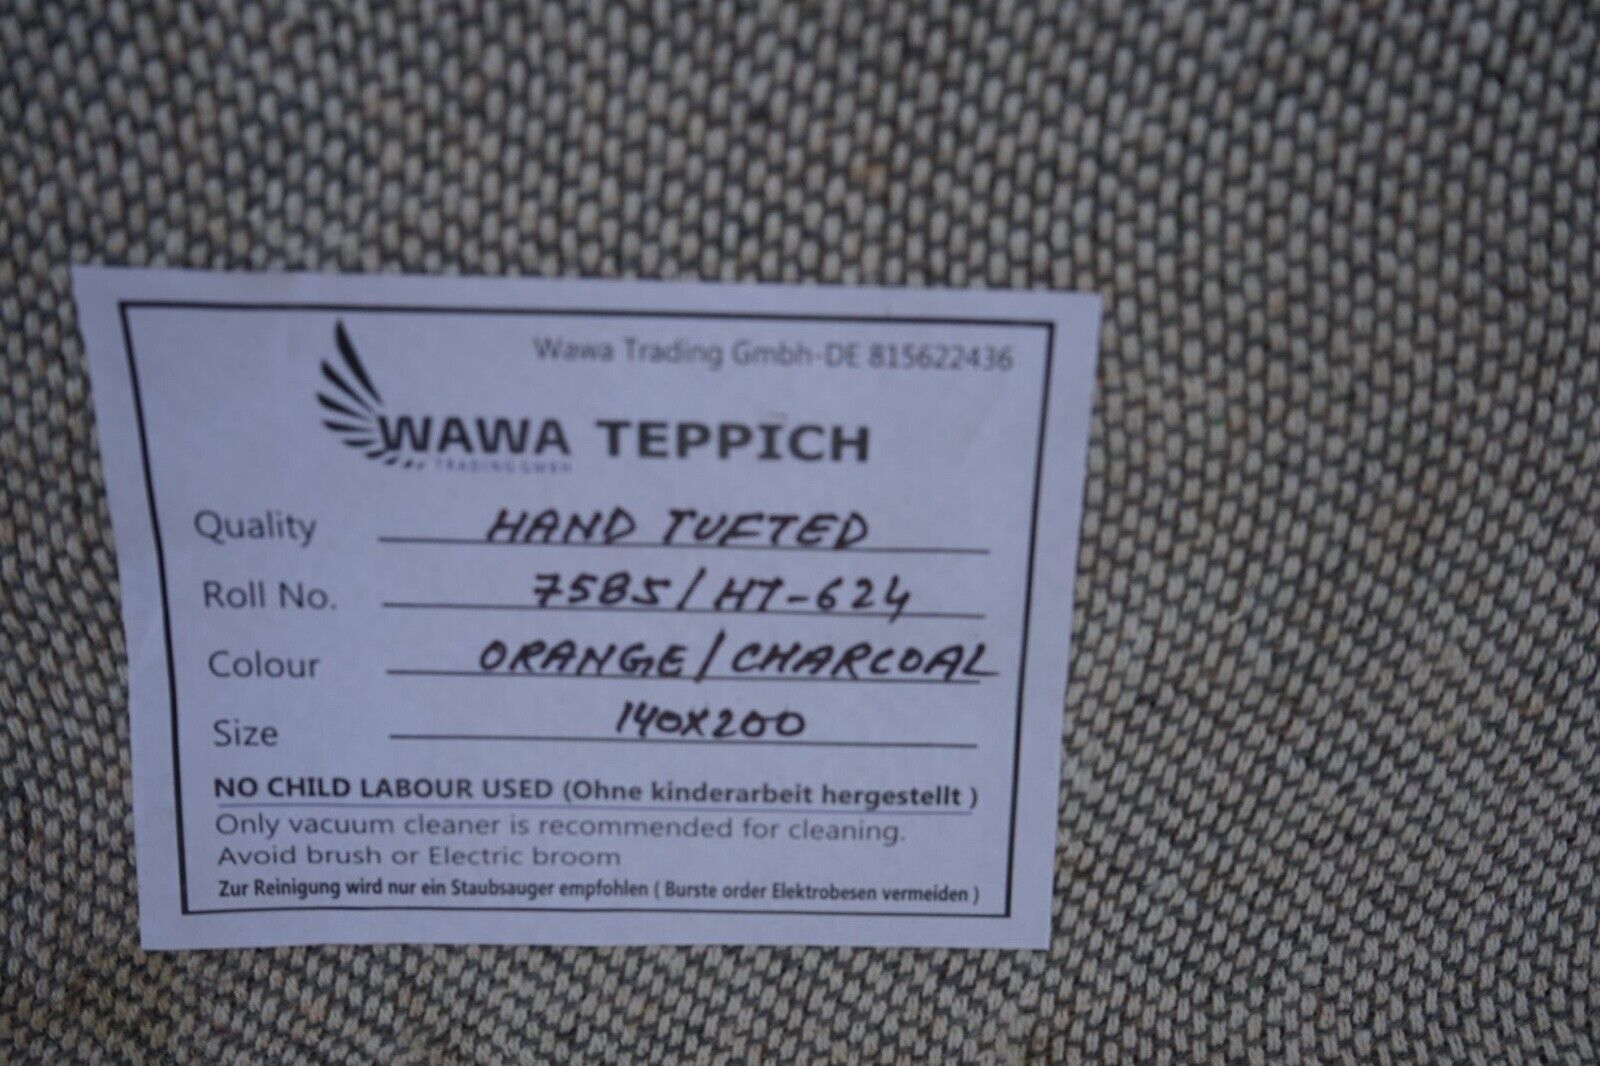 Wawa Trading Gmbh-DE 815622436
WAWA TEPPICH
TRADING GMBH
Quality HAND TUFTED
Roll No. 7585/HT-624
Colour ORANGE/CHARCOAL
Size 140X200
NO CHILD LABOUR USED (Ohne kinderarbeit hergestellt )
Only vacuum cleaner is recommended for cleaning.
Avoid brush or Electric broom
Zur Reinigung wird nur ein Staubsauger empfohlen ( Burste order Elektrobesen vermeiden )